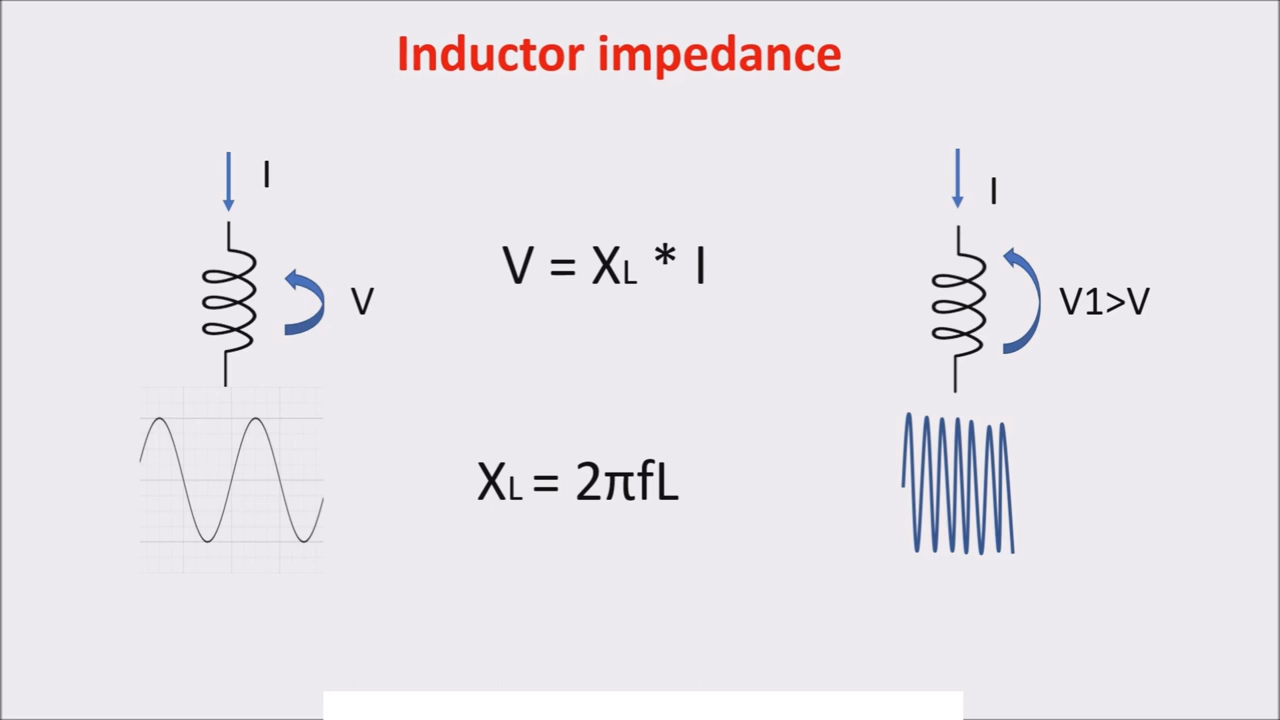 Inductor impedance
I
I
V = XL * I
V
V1>V
XL = 2πfL